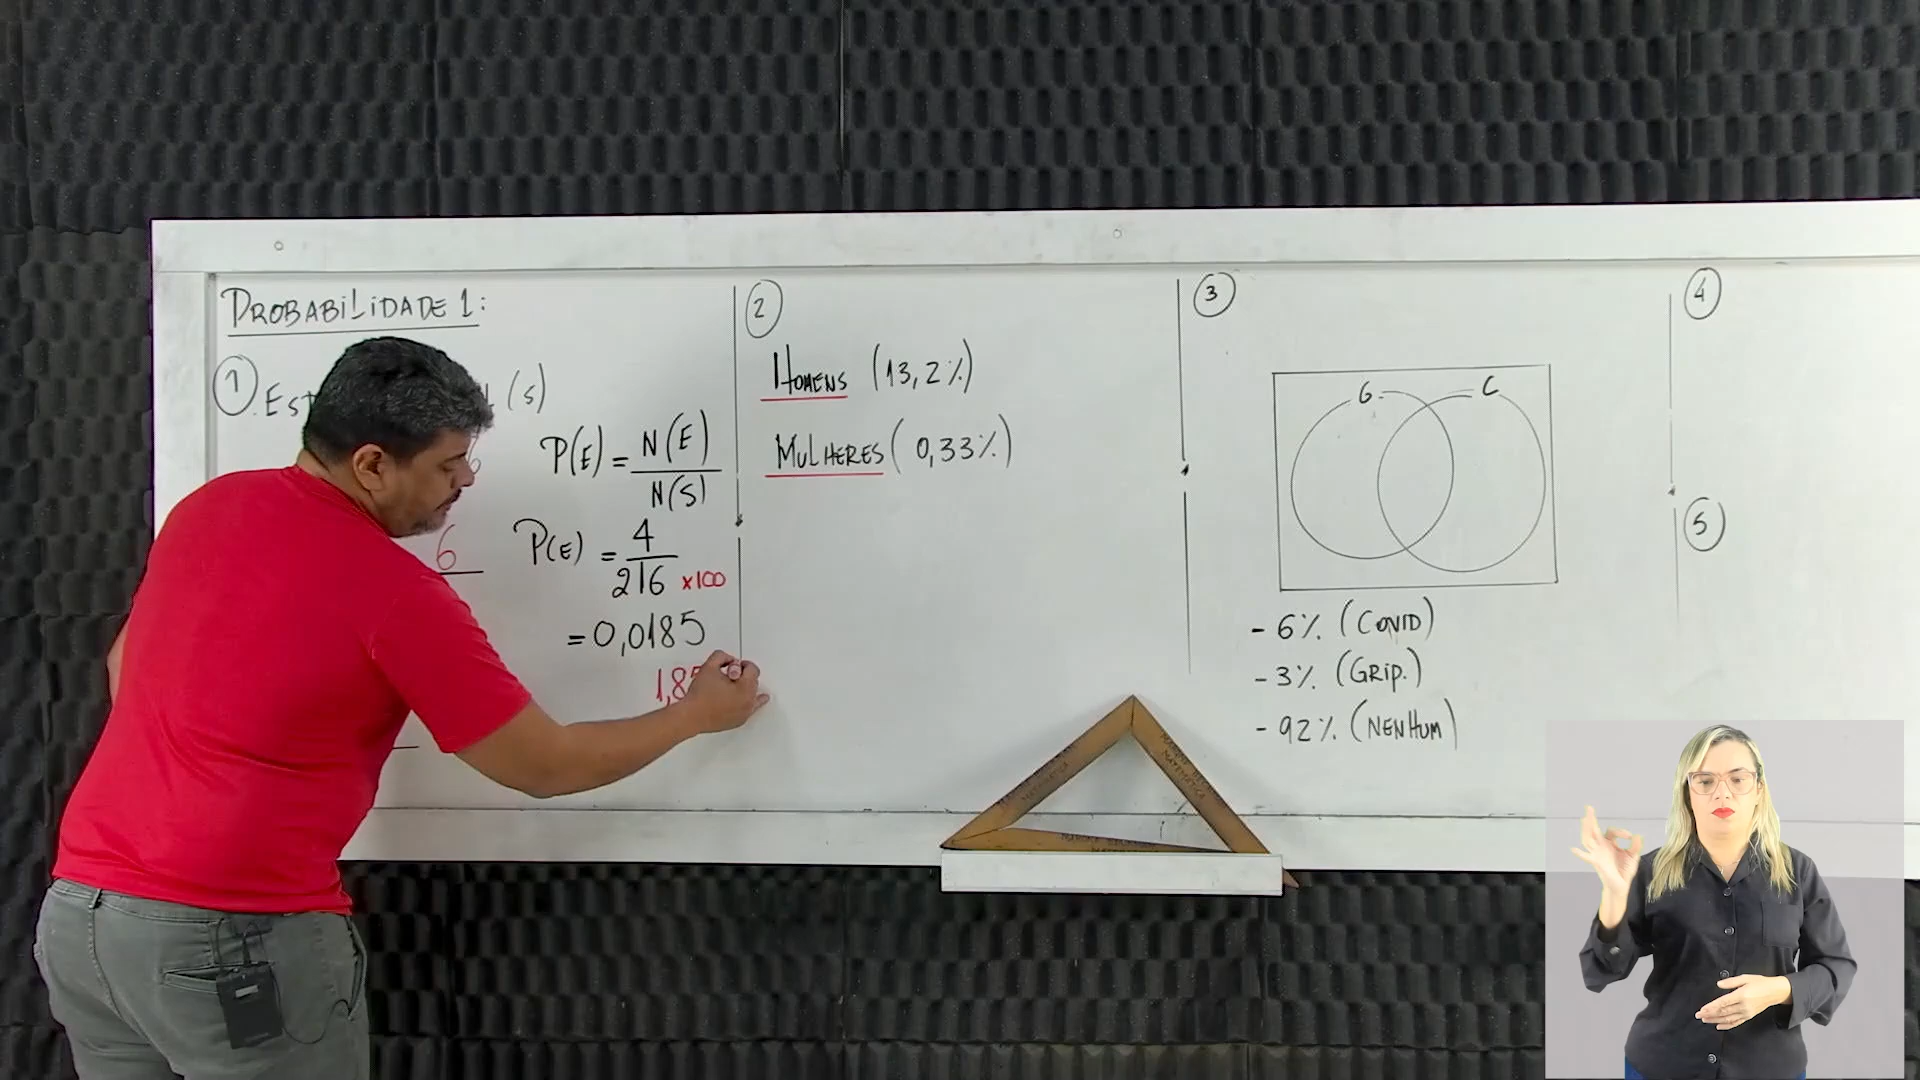 PROBABILIDADE 1:
1
(S)
P(E) = N(E)
N(S)
6
P(E) = 4
216 ×100
= 0,0185
2
HOMENS (13,2%)
MULHERES (0,33%)
3
G C
- 6% (COVID)
- 3% (GRIP.)
- 92% (NENHUM)
4
5